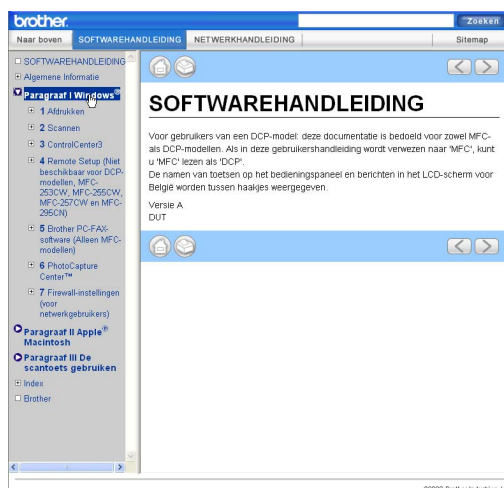 brother.
Zoeken
Naar boven
SOFTWAREHANDLEIDING
NETWERKHANDLEIDING
Sitemap
SOFTWAREHANDLEIDING
Algemene Informatie
Paragraaf I Windows®
1 Afdrukken
2 Scannen
3 ControlCenter3
4 Remote Setup (Niet
beschikbaar voor DCP-
modellen, MFC-
253CW, MFC-255CW,
MFC-257CW en MFC-
295CN)
5 Brother PC-FAX-
software (Alleen MFC-
modellen)
6 PhotoCapture
Center™
7 Firewall-instellingen
(voor
netwerkgebruikers)
Paragraaf II Apple®
Macintosh
Paragraaf III De
scantoets gebruiken
Index
Brother
SOFTWAREHANDLEIDING
Voor gebruikers van een DCP-model: deze documentatie is bedoeld voor zowel MFC-
als DCP-modellen. Als in deze gebruikershandleiding wordt verwezen naar 'MFC', kunt
u 'MFC' lezen als 'DCP'.
De namen van toetsen op het bedieningspaneel en berichten in het LCD-scherm voor
België worden tussen haakjes weergegeven.
Versie A
DUT